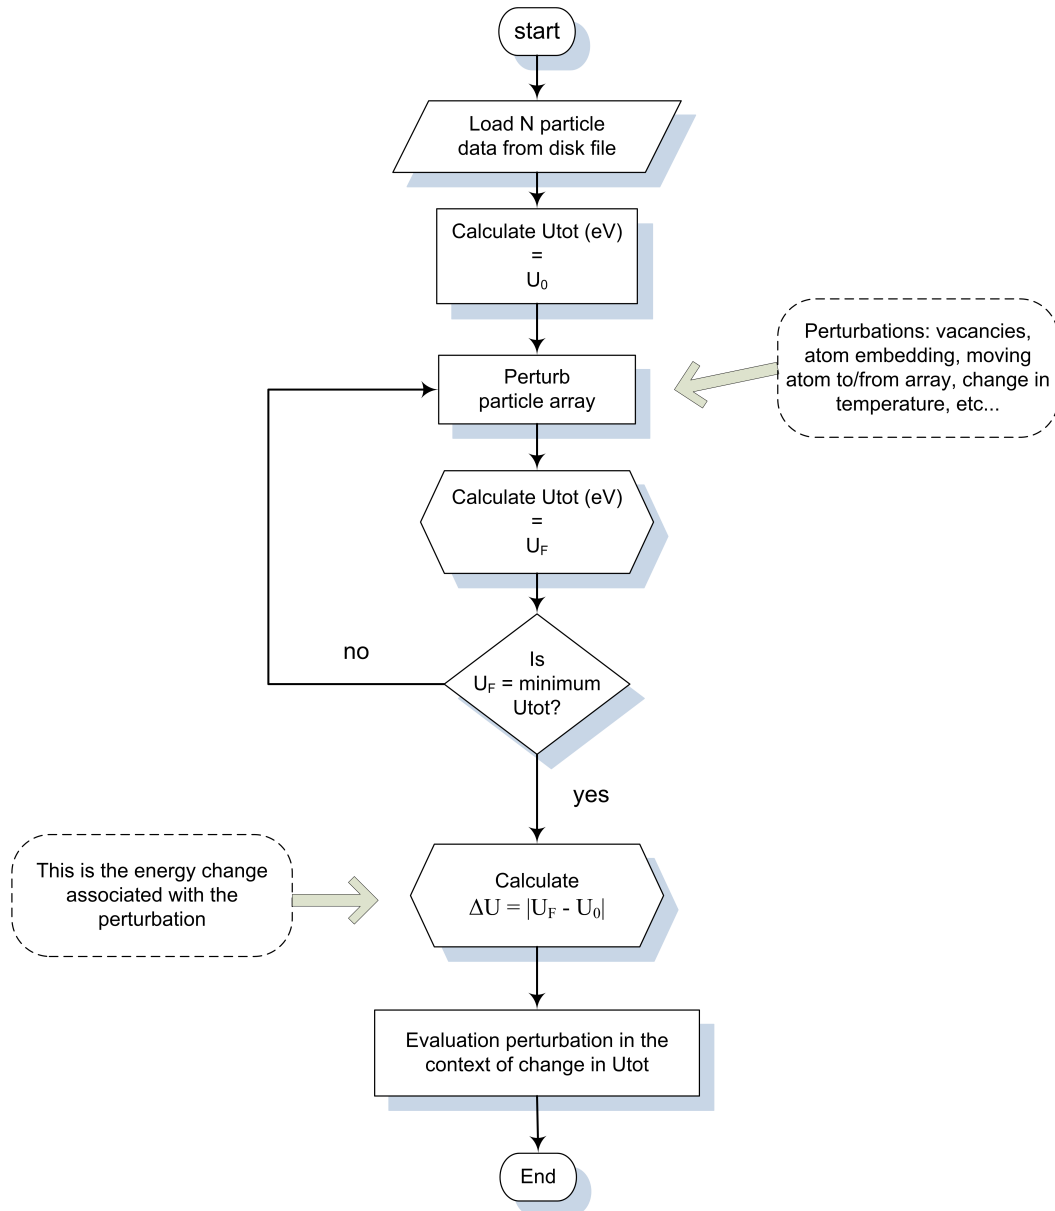 start
Load N particle
data from disk file
Calculate Utot (eV)
=
U₀
Perturbations: vacancies,
atom embedding, moving
atom to/from array, change in
temperature, etc...
Perturb
particle array
Calculate Utot (eV)
=
U_F
no
Is
U_F = minimum
Utot?
yes
This is the energy change
associated with the
perturbation
Calculate
ΔU = |U_F - U₀|
Evaluation perturbation in the
context of change in Utot
End